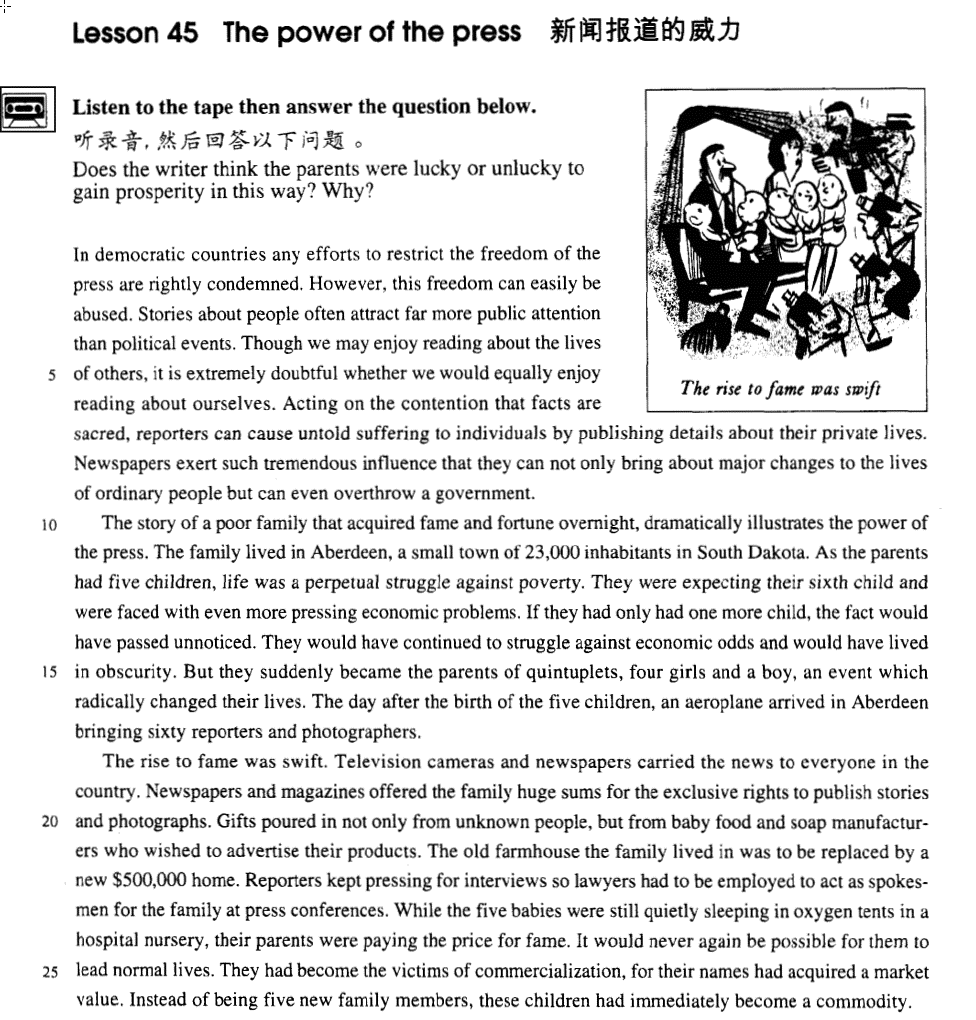 Lesson 45 The power of the press 新闻报道的威力
Listen to the tape then answer the question below.
听录音，然后回答以下问题。
Does the writer think the parents were lucky or unlucky to
gain prosperity in this way? Why?
In democratic countries any efforts to restrict the freedom of the
press are rightly condemned. However, this freedom can easily be
abused. Stories about people often attract far more public attention
than political events. Though we may enjoy reading about the lives
5 of others, it is extremely doubtful whether we would equally enjoy
reading about ourselves. Acting on the contention that facts are
The rise to fame was swift
sacred, reporters can cause untold suffering to individuals by publishing details about their private lives.
Newspapers exert such tremendous influence that they can not only bring about major changes to the lives
of ordinary people but can even overthrow a government.
10 The story of a poor family that acquired fame and fortune overnight, dramatically illustrates the power of
the press. The family lived in Aberdeen, a small town of 23,000 inhabitants in South Dakota. As the parents
had five children, life was a perpetual struggle against poverty. They were expecting their sixth child and
were faced with even more pressing economic problems. If they had only had one more child, the fact would
have passed unnoticed. They would have continued to struggle against economic odds and would have lived
15 in obscurity. But they suddenly became the parents of quintuplets, four girls and a boy, an event which
radically changed their lives. The day after the birth of the five children, an aeroplane arrived in Aberdeen
bringing sixty reporters and photographers.
The rise to fame was swift. Television cameras and newspapers carried the news to everyone in the
country. Newspapers and magazines offered the family huge sums for the exclusive rights to publish stories
20 and photographs. Gifts poured in not only from unknown people, but from baby food and soap manufactur-
ers who wished to advertise their products. The old farmhouse the family lived in was to be replaced by a
new $500,000 home. Reporters kept pressing for interviews so lawyers had to be employed to act as spokes-
men for the family at press conferences. While the five babies were still quietly sleeping in oxygen tents in a
hospital nursery, their parents were paying the price for fame. It would never again be possible for them to
25 lead normal lives. They had become the victims of commercialization, for their names had acquired a market
value. Instead of being five new family members, these children had immediately become a commodity.